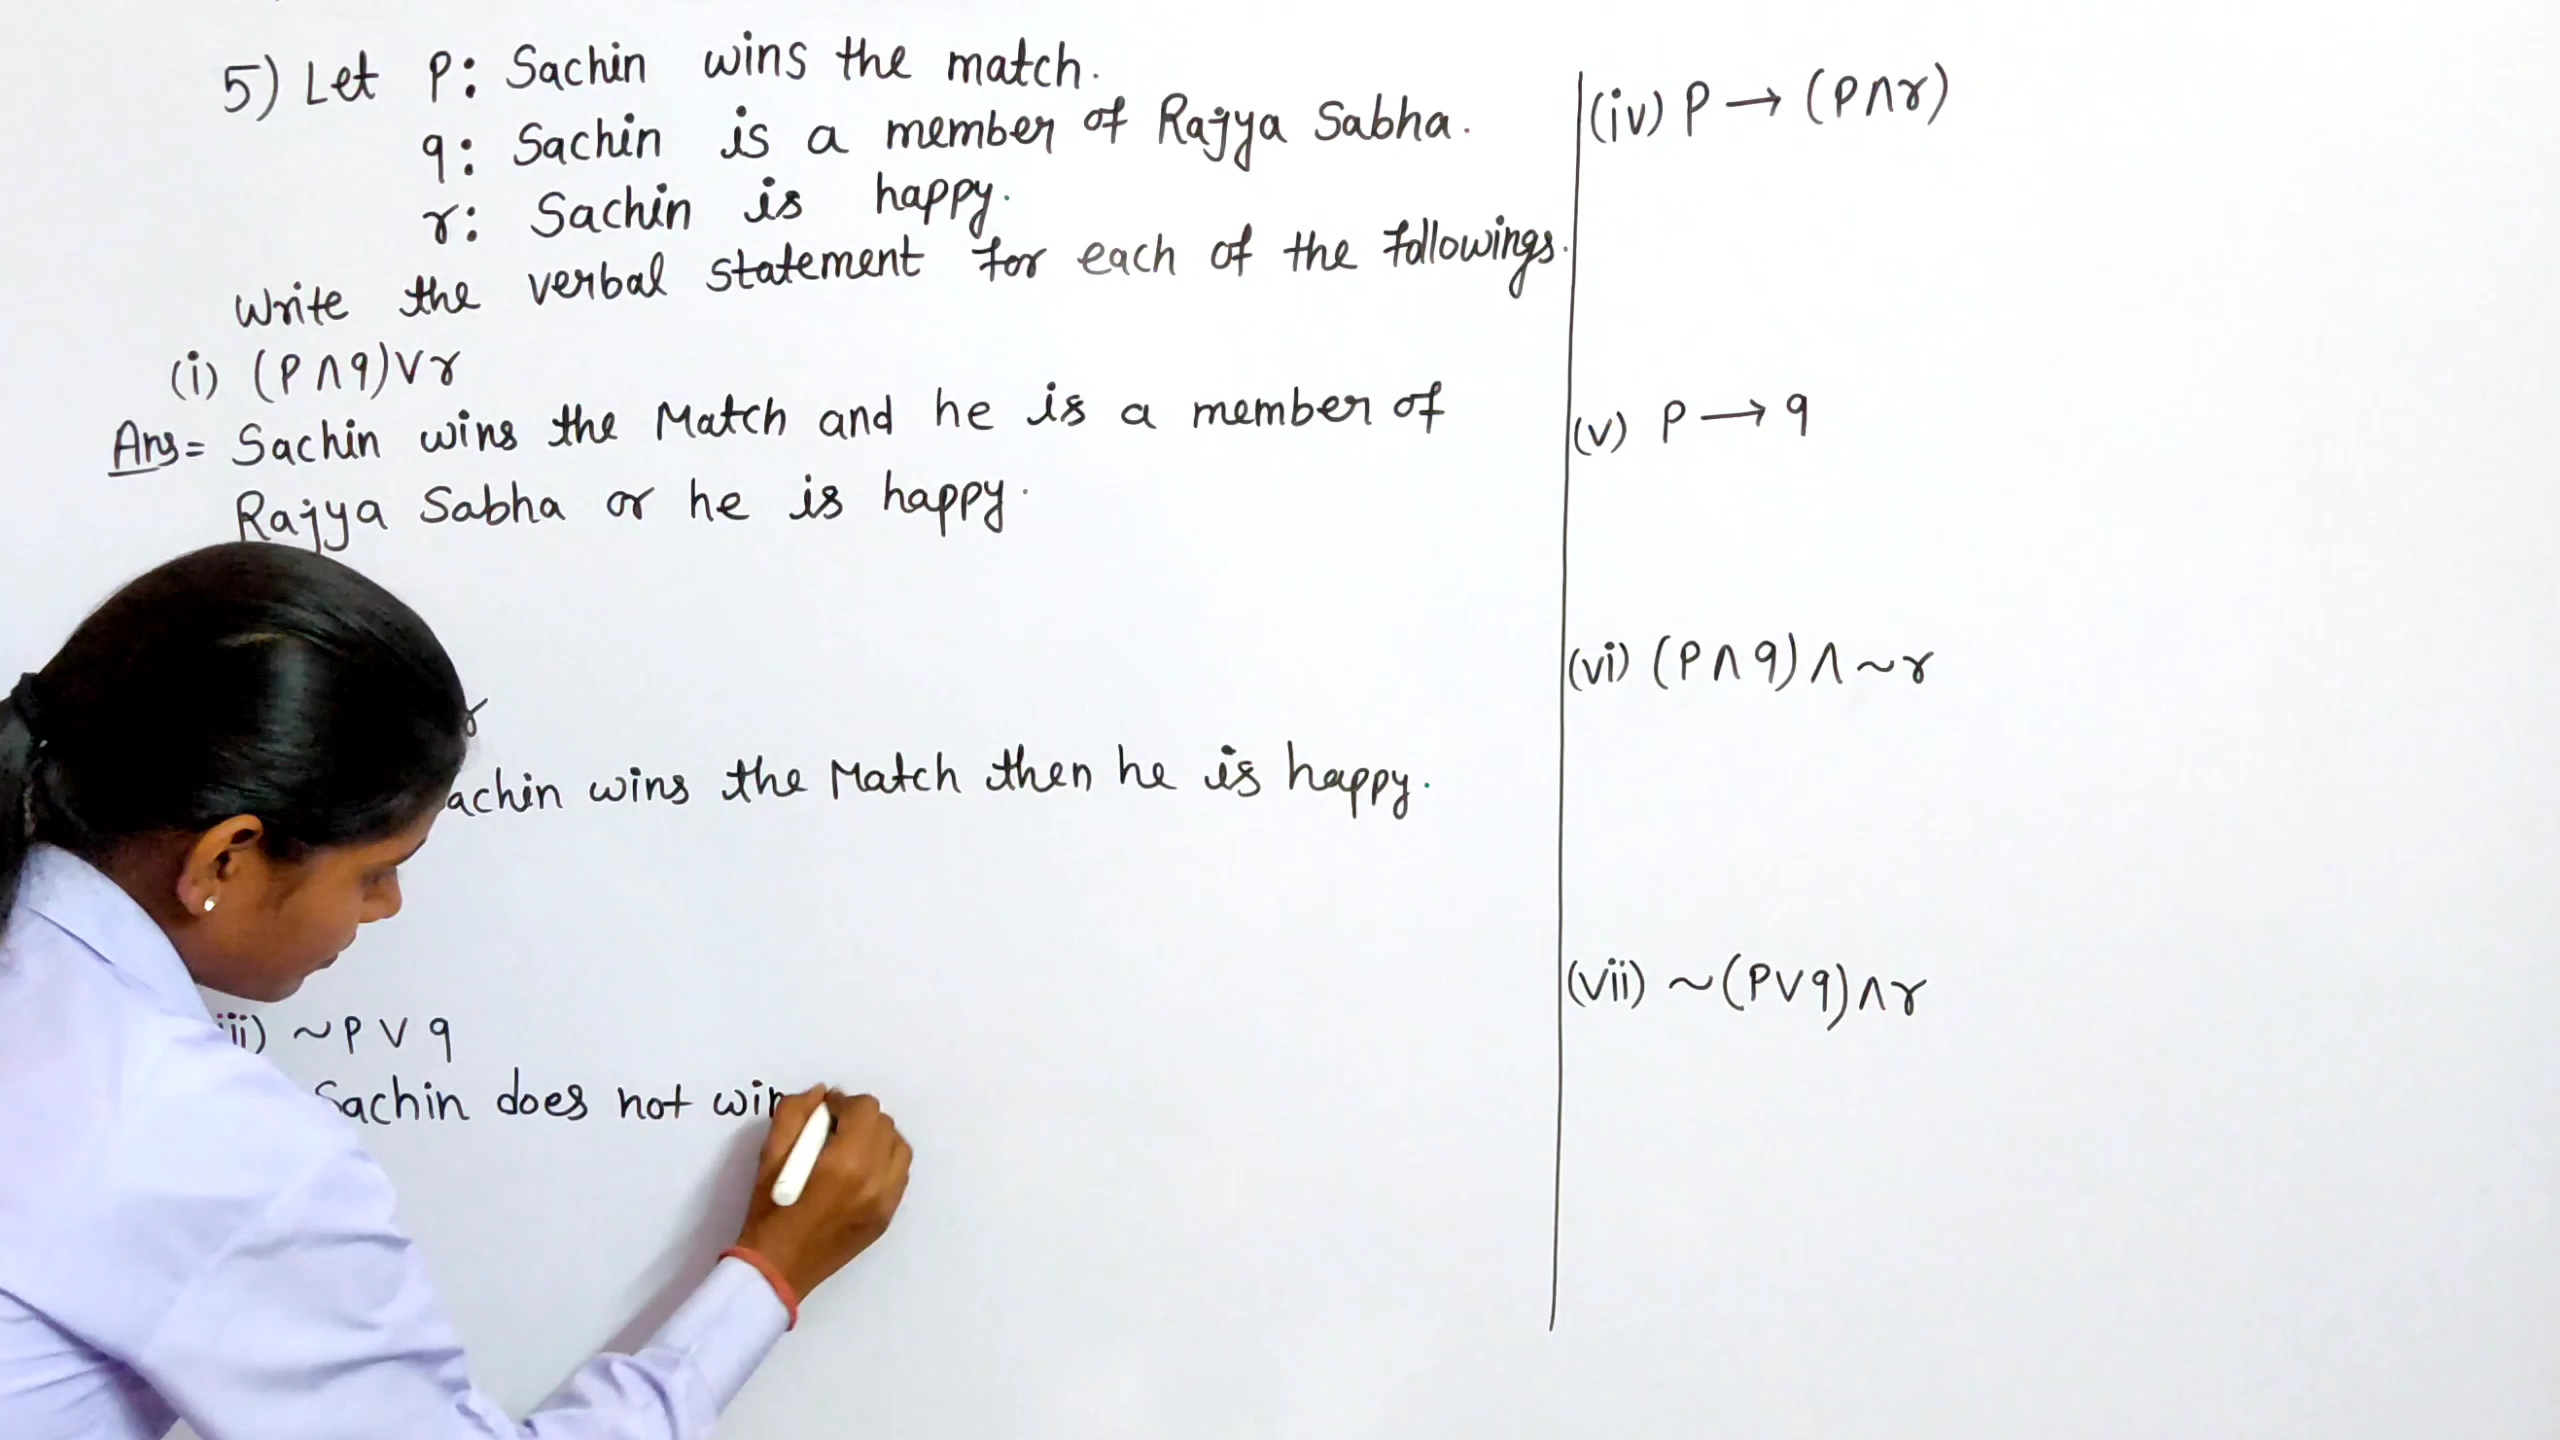 5) Let P: Sachin wins the match.
q: Sachin is a member of Rajya Sabha.
r: Sachin is happy.
Write the verbal statement for each of the followings.
(i) (P ∧ q) ∨ r
Ans = Sachin wins the Match and he is a member of
Rajya Sabha or he is happy.
r
achin wins the Match then he is happy.
ii) ~P ∨ q
Sachin does not win
(iv) P → (P ∧ r)
(v) P → q
(vi) (P ∧ q) ∧ ~r
(vii) ~(P ∨ q) ∧ r